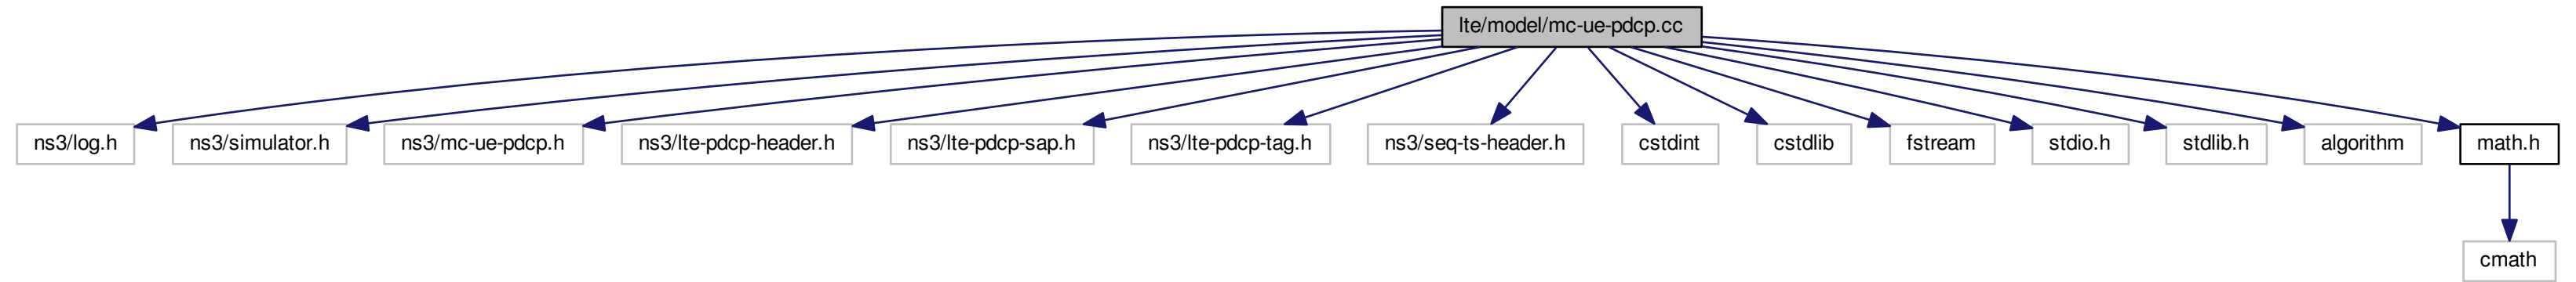 lte/model/mc-ue-pdcp.cc
ns3/log.h
ns3/simulator.h
ns3/mc-ue-pdcp.h
ns3/lte-pdcp-header.h
ns3/lte-pdcp-sap.h
ns3/lte-pdcp-tag.h
ns3/seq-ts-header.h
cstdint
cstdlib
fstream
stdio.h
stdlib.h
algorithm
math.h
cmath